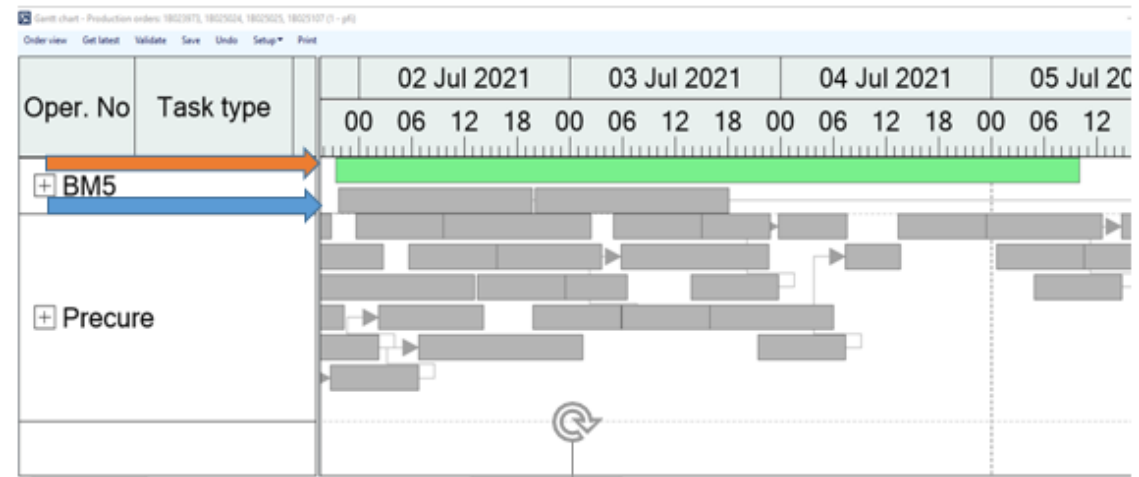 Gantt chart - Production orders: 18023973, 18025024, 18025025, 18025107 (1 - pfi)
Order view Get latest Validate Save Undo Setup Print
02 Jul 2021 03 Jul 2021 04 Jul 2021 05 Jul 20
Oper. No Task type
00 06 12 18 00 06 12 18 00 06 12 18 00 06 12
BM5
Precure